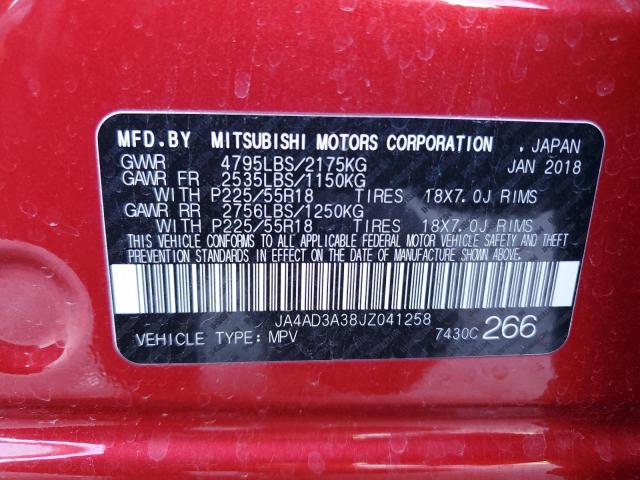 MFD.BY MITSUBISHI MOTORS CORPORATION , JAPAN
GVWR 4795LBS/2175KG JAN 2018
GAWR FR 2535LBS/1150KG
WITH P225/55R18 TIRES 18X7.0J RIMS
GAWR RR 2756LBS/1250KG
WITH P225/55R18 TIRES 18X7.0J RIMS
THIS VEHICLE CONFORMS TO ALL APPLICABLE FEDERAL MOTOR VEHICLE SAFETY AND THEFT
PREVENTION STANDARDS IN EFFECT ON THE DATE OF MANUFACTURE SHOWN ABOVE.
JA4AD3A38JZ041258
VEHICLE TYPE: MPV 7430C 266